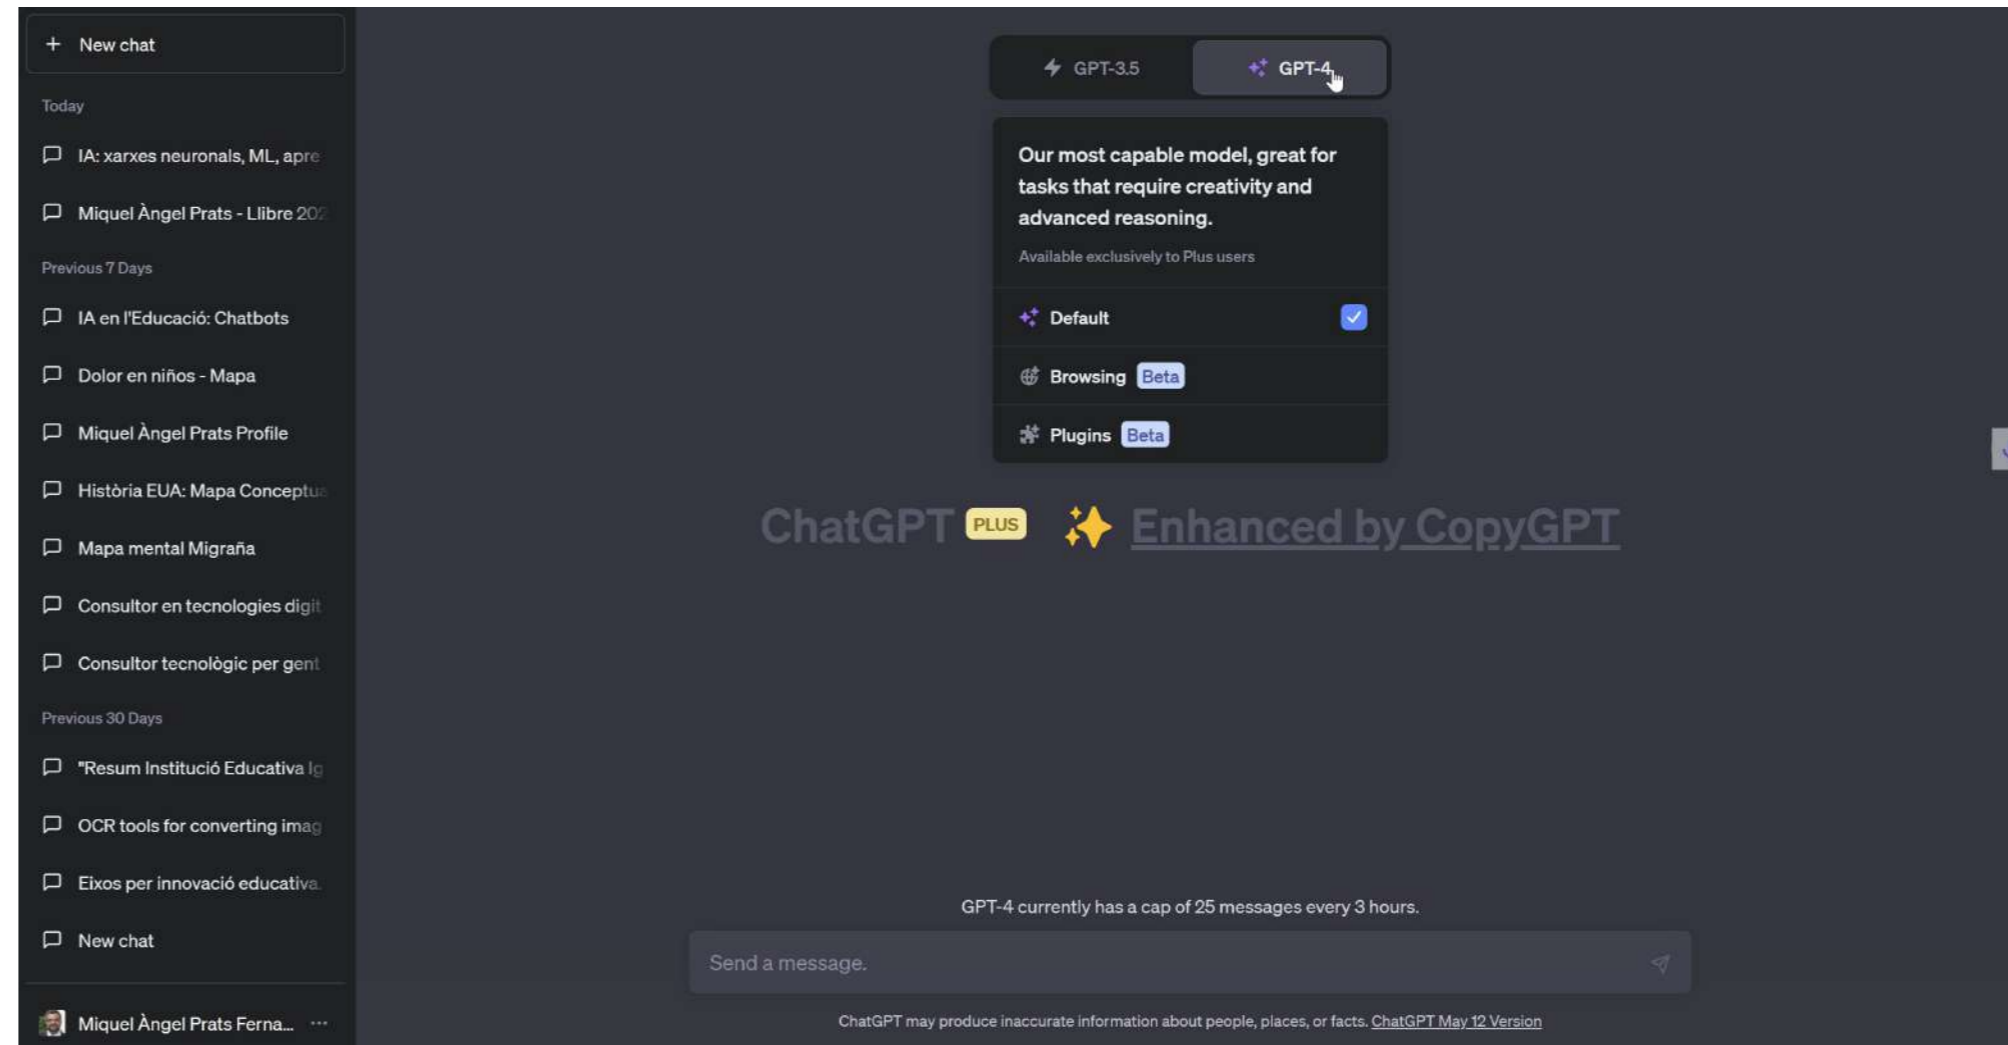 New chat
Today
IA: xarxes neuronals, ML, apre
Miquel Àngel Prats - Llibre 202
Previous 7 Days
IA en l'Educació: Chatbots
Dolor en niños - Mapa
Miquel Àngel Prats Profile
Història EUA: Mapa Conceptua
Mapa mental Migraña
Consultor en tecnologies digit
Consultor tecnològic per gent
Previous 30 Days
"Resum Institució Educativa Ig
OCR tools for converting imag
Eixos per innovació educativa.
New chat
Miquel Àngel Prats Ferna... ...
GPT-3.5
GPT-4
Our most capable model, great for
tasks that require creativity and
advanced reasoning.
Available exclusively to Plus users
Default
Browsing Beta
Plugins Beta
ChatGPT PLUS Enhanced by CopyGPT
GPT-4 currently has a cap of 25 messages every 3 hours.
Send a message.
ChatGPT may produce inaccurate information about people, places, or facts. ChatGPT May 12 Version